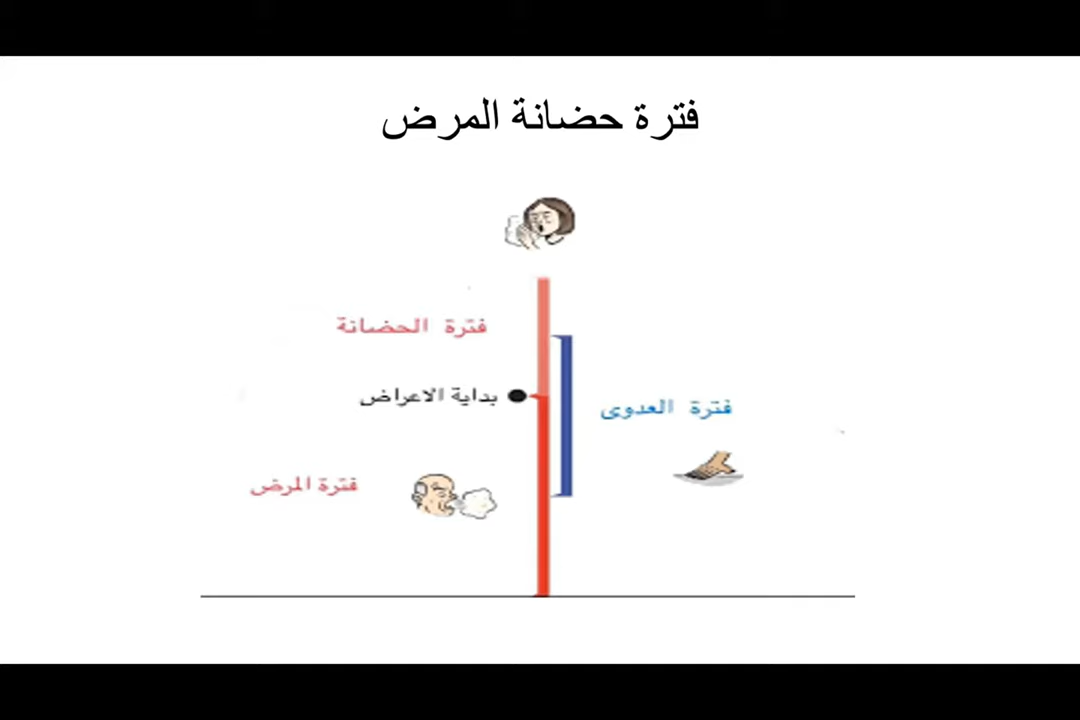 فترة حضانة المرض
فترة الحضانة
بداية الاعراض
فترة العدوى
فترة المرض